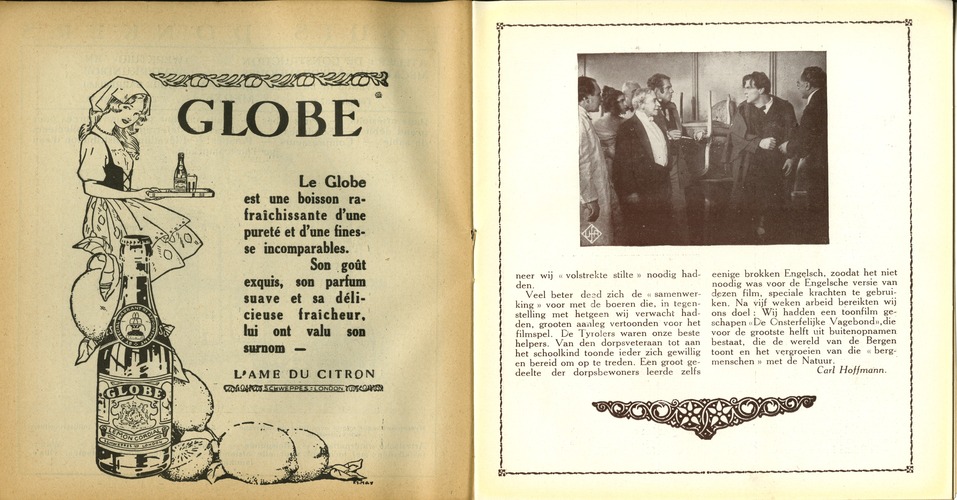 GLOBE
Le Globe
est une boisson ra-
fraîchissante d'une
pureté et d'une fines-
se incomparables.
Son goût
exquis, son parfum
suave et sa déli-
cieuse fraîcheur,
lui ont valu son
surnom —
L'AME DU CITRON
SCHWEPPES - LONDON
GLOBE
LEMON CORDIAL
UFA
neer wij « volstrekte stilte » noodig had-
den.
Veel beter deed zich de « samenwer-
king » voor met de boeren die, in tegen-
stelling met hetgeen wij verwacht had-
den, grooten aanleg vertoonden voor het
filmspel. De Tyrolers waren onze beste
helpers. Van den dorpsveteraan tot aan
het schoolkind toonde ieder zich gewillig
en bereid om op te treden. Een groot ge-
deelte der dorpsbewoners leerde zelfs
eenige brokken Engelsch, zoodat het niet
noodig was voor de Engelsche versie van
dezen film, speciale krachten te gebrui-
ken. Na vijf weken arbeid bereikten wij
ons doel : Wij hadden een toonfilm ge-
schapen «De Onsterfelijke Vagebond», die
voor de grootste helft uit buitenopnamen
bestaat, die de wereld van de Bergen
toont en het vergroeien van die « berg-
menschen » met de Natuur.
Carl Hoffmann.